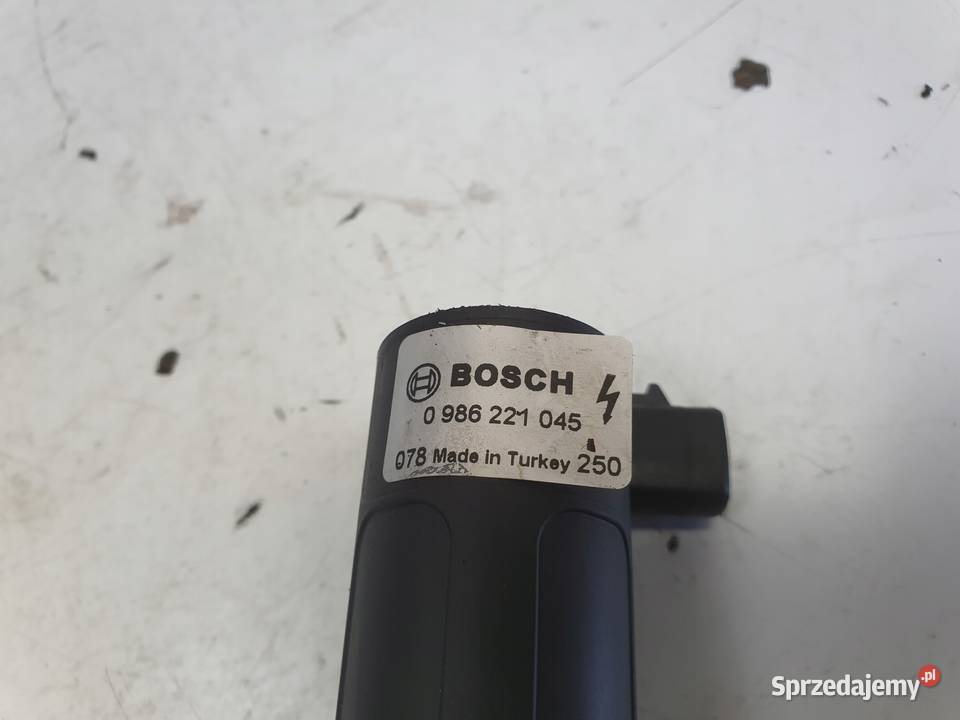 BOSCH
0 986 221 045
078 Made in Turkey 250
Sprzedajemy.pl